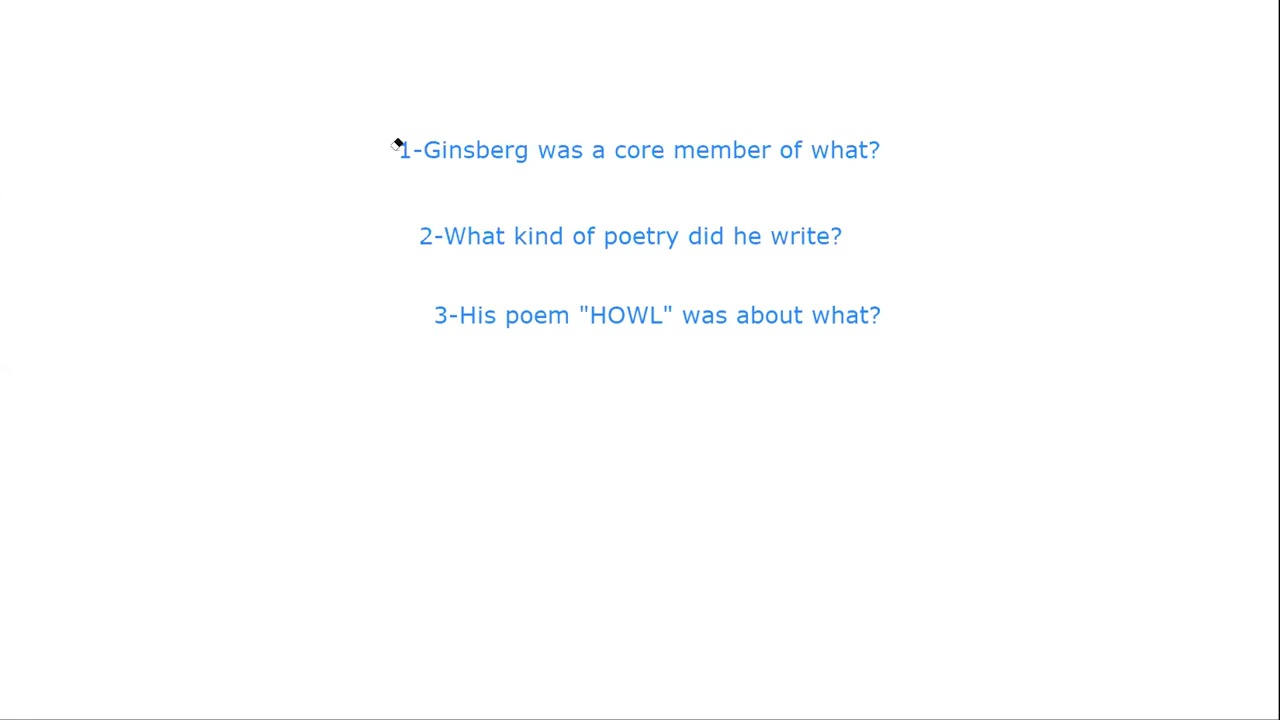 1-Ginsberg was a core member of what?
2-What kind of poetry did he write?
3-His poem "HOWL" was about what?